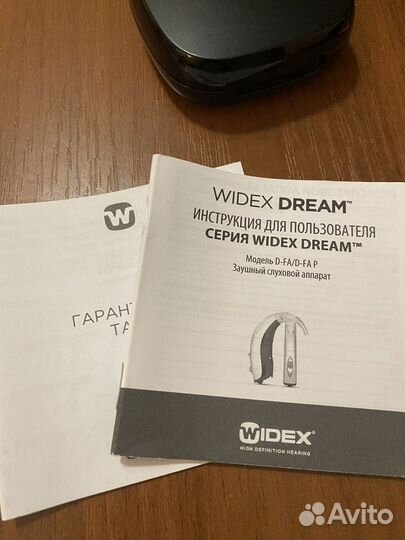 WIDEX DREAM™
ИНСТРУКЦИЯ ДЛЯ ПОЛЬЗОВАТЕЛЯ
СЕРИЯ WIDEX DREAM™
Модель D-FA/D-FA P
Заушный слуховой аппарат
WIDEX®
HIGH DEFINITION HEARING
W
ГАРАНТ
ТА
Avito